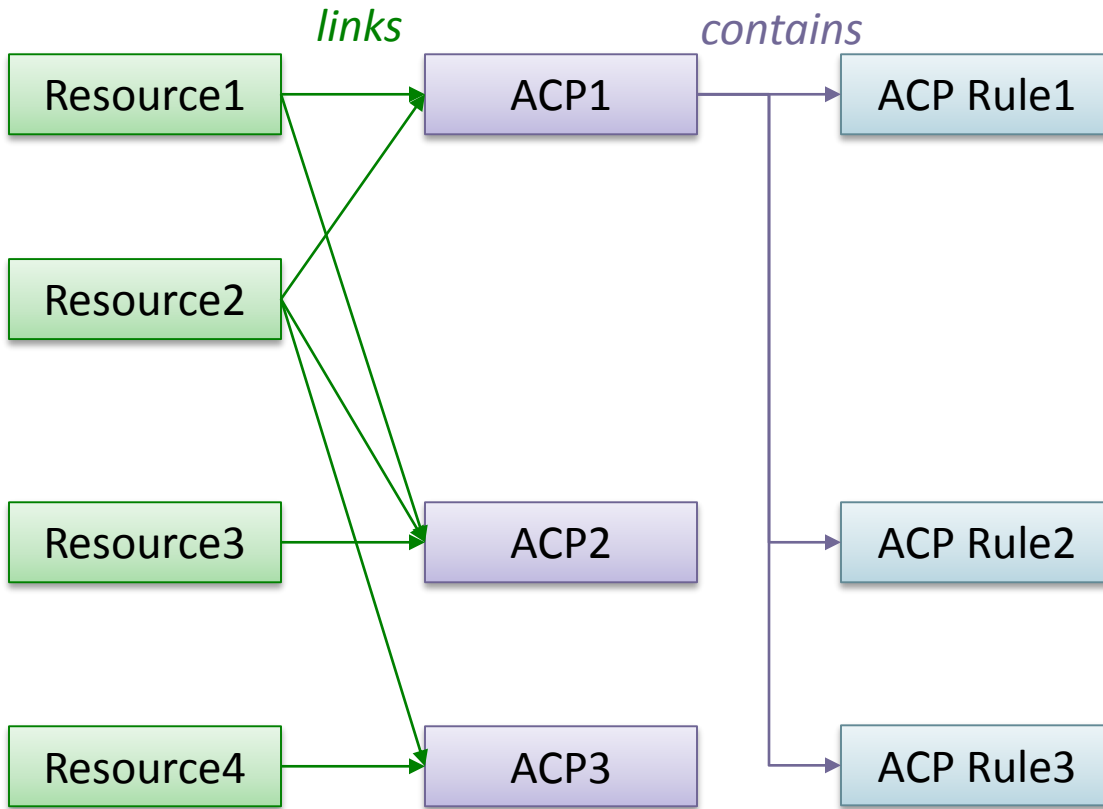 links
contains
Resource1
ACP1
ACP Rule1
Resource2
Resource3
ACP2
ACP Rule2
Resource4
ACP3
ACP Rule3